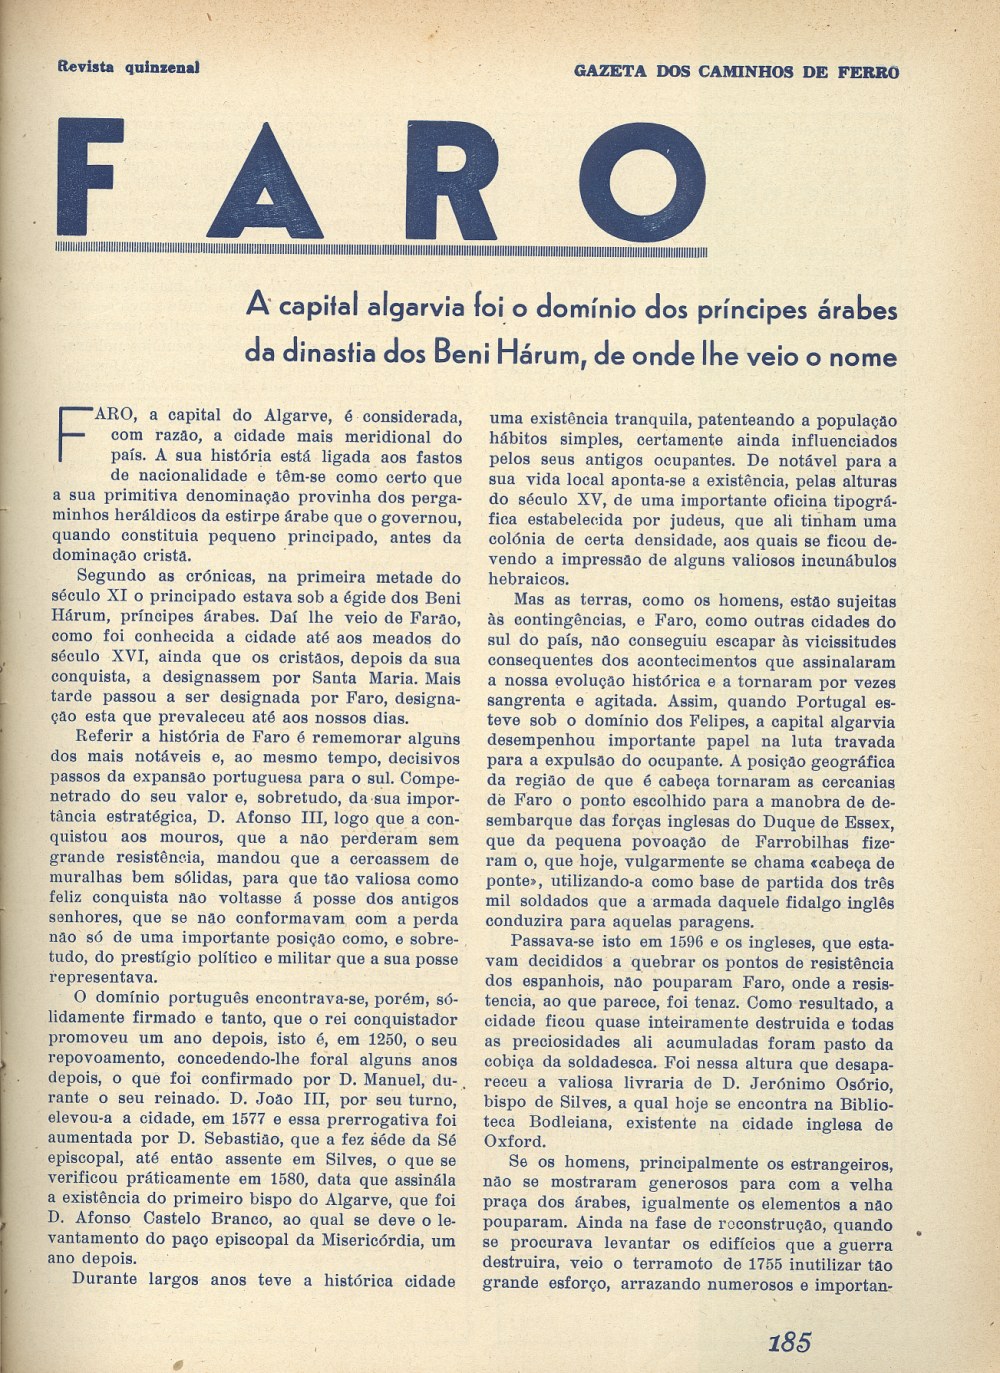 Revista quinzenal
GAZETA DOS CAMINHOS DE FERRO
FARO
A capital algarvia foi o domínio dos príncipes árabes
da dinastia dos Beni Hárum, de onde lhe veio o nome
FARO, a capital do Algarve, é considerada,
com razão, a cidade mais meridional do
país. A sua história está ligada aos fastos
de nacionalidade e têm-se como certo que
a sua primitiva denominação provinha dos perga-
minhos heráldicos da estirpe árabe que o governou,
quando constituia pequeno principado, antes da
dominação cristã.
Segundo as crónicas, na primeira metade do
século XI o principado estava sob a égide dos Beni
Hárum, príncipes árabes. Daí lhe veio de Farão,
como foi conhecida a cidade até aos meados do
século XVI, ainda que os cristãos, depois da sua
conquista, a designassem por Santa Maria. Mais
tarde passou a ser designada por Faro, designa-
ção esta que prevaleceu até aos nossos dias.
Referir a história de Faro é rememorar alguns
dos mais notáveis e, ao mesmo tempo, decisivos
passos da expansão portuguesa para o sul. Compe-
netrado do seu valor e, sobretudo, da sua impor-
tância estratégica, D. Afonso III, logo que a con-
quistou aos mouros, que a não perderam sem
grande resistência, mandou que a cercassem de
muralhas bem sólidas, para que tão valiosa como
feliz conquista não voltasse á posse dos antigos
senhores, que se não conformavam com a perda
não só de uma importante posição como, e sobre-
tudo, do prestígio político e militar que a sua posse
representava.
O domínio português encontrava-se, porém, só-
lidamente firmado e tanto, que o rei conquistador
promoveu um ano depois, isto é, em 1250, o seu
repovoamento, concedendo-lhe foral alguns anos
depois, o que foi confirmado por D. Manuel, du-
rante o seu reinado. D. João III, por seu turno,
elevou-a a cidade, em 1577 e essa prerrogativa foi
aumentada por D. Sebastião, que a fez séde da Sé
episcopal, até então assente em Silves, o que se
verificou práticamente em 1580, data que assinála
a existência do primeiro bispo do Algarve, que foi
D. Afonso Castelo Branco, ao qual se deve o le-
vantamento do paço episcopal da Misericórdia, um
ano depois.
Durante largos anos teve a histórica cidade
uma existência tranquila, patenteando a população
hábitos simples, certamente ainda influenciados
pelos seus antigos ocupantes. De notável para a
sua vida local aponta-se a existência, pelas alturas
do século XV, de uma importante oficina tipográ-
fica estabelecida por judeus, que ali tinham uma
colónia de certa densidade, aos quais se ficou de-
vendo a impressão de alguns valiosos incunábulos
hebraicos.
Mas as terras, como os homens, estão sujeitas
às contingências, e Faro, como outras cidades do
sul do país, não conseguiu escapar às vicissitudes
consequentes dos acontecimentos que assinalaram
a nossa evolução histórica e a tornaram por vezes
sangrenta e agitada. Assim, quando Portugal es-
teve sob o domínio dos Felipes, a capital algarvia
desempenhou importante papel na luta travada
para a expulsão do ocupante. A posição geográfica
da região de que é cabeça tornaram as cercanias
de Faro o ponto escolhido para a manobra de de-
sembarque das forças inglesas do Duque de Essex,
que da pequena povoação de Farrobilhas fize-
ram o, que hoje, vulgarmente se chama «cabeça de
ponte», utilizando-a como base de partida dos três
mil soldados que a armada daquele fidalgo inglês
conduzira para aquelas paragens.
Passava-se isto em 1596 e os ingleses, que esta-
vam decididos a quebrar os pontos de resistência
dos espanhois, não pouparam Faro, onde a resis-
tencia, ao que parece, foi tenaz. Como resultado, a
cidade ficou quase inteiramente destruida e todas
as preciosidades ali acumuladas foram pasto da
cobiça da soldadesca. Foi nessa altura que desapa-
receu a valiosa livraria de D. Jerónimo Osório,
bispo de Silves, a qual hoje se encontra na Biblio-
teca Bodleiana, existente na cidade inglesa de
Oxford.
Se os homens, principalmente os estrangeiros,
não se mostraram generosos para com a velha
praça dos árabes, igualmente os elementos a não
pouparam. Ainda na fase de reconstrução, quando
se procurava levantar os edifícios que a guerra
destruira, veio o terramoto de 1755 inutilizar tão
grande esforço, arrazando numerosos e importan-
185